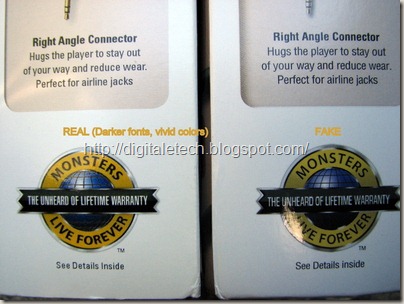 Right Angle Connector
Hugs the player to stay out
of your way and reduce wear.
Perfect for airline jacks
REAL (Darker fonts, vivid colors)
MONSTERS
THE UNHEARD OF LIFETIME WARRANTY
LIVE FOREVER
TM
See Details Inside
Right Angle Connector
Hugs the player to stay out
of your way and reduce wear.
Perfect for airline jacks
FAKE
MONSTERS
THE UNHEARD OF LIFETIME WARRANTY
LIVE FOREVER
TM
See Details Inside
http://digitaletech.blogspot.com/